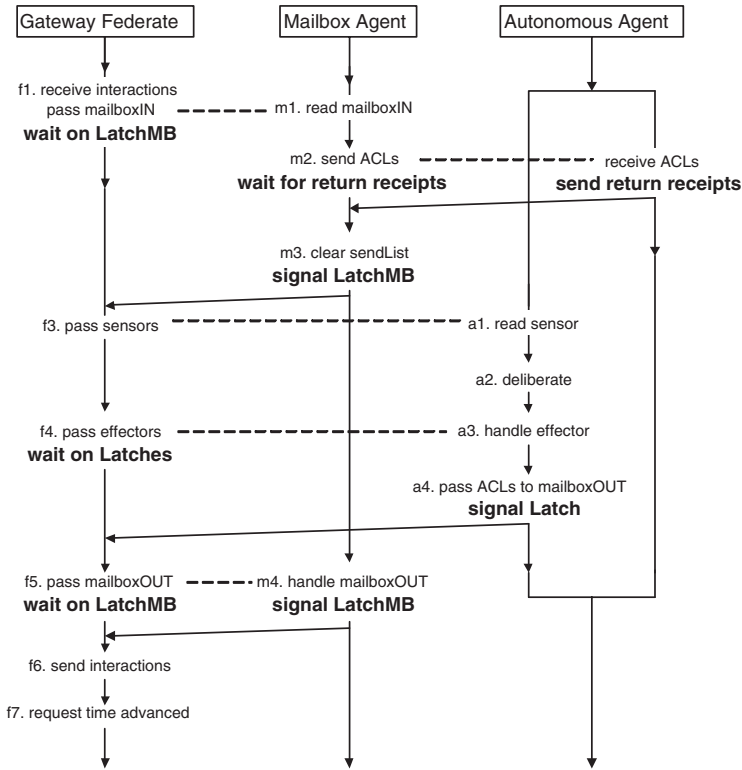 Gateway Federate
Mailbox Agent
Autonomous Agent
f1. receive interactions
pass mailboxIN
wait on LatchMB
m1. read mailboxIN
m2. send ACLs
wait for return receipts
receive ACLs
send return receipts
m3. clear sendList
signal LatchMB
f3. pass sensors
a1. read sensor
a2. deliberate
f4. pass effectors
wait on Latches
a3. handle effector
a4. pass ACLs to mailboxOUT
signal Latch
f5. pass mailboxOUT
wait on LatchMB
m4. handle mailboxOUT
signal LatchMB
f6. send interactions
f7. request time advanced